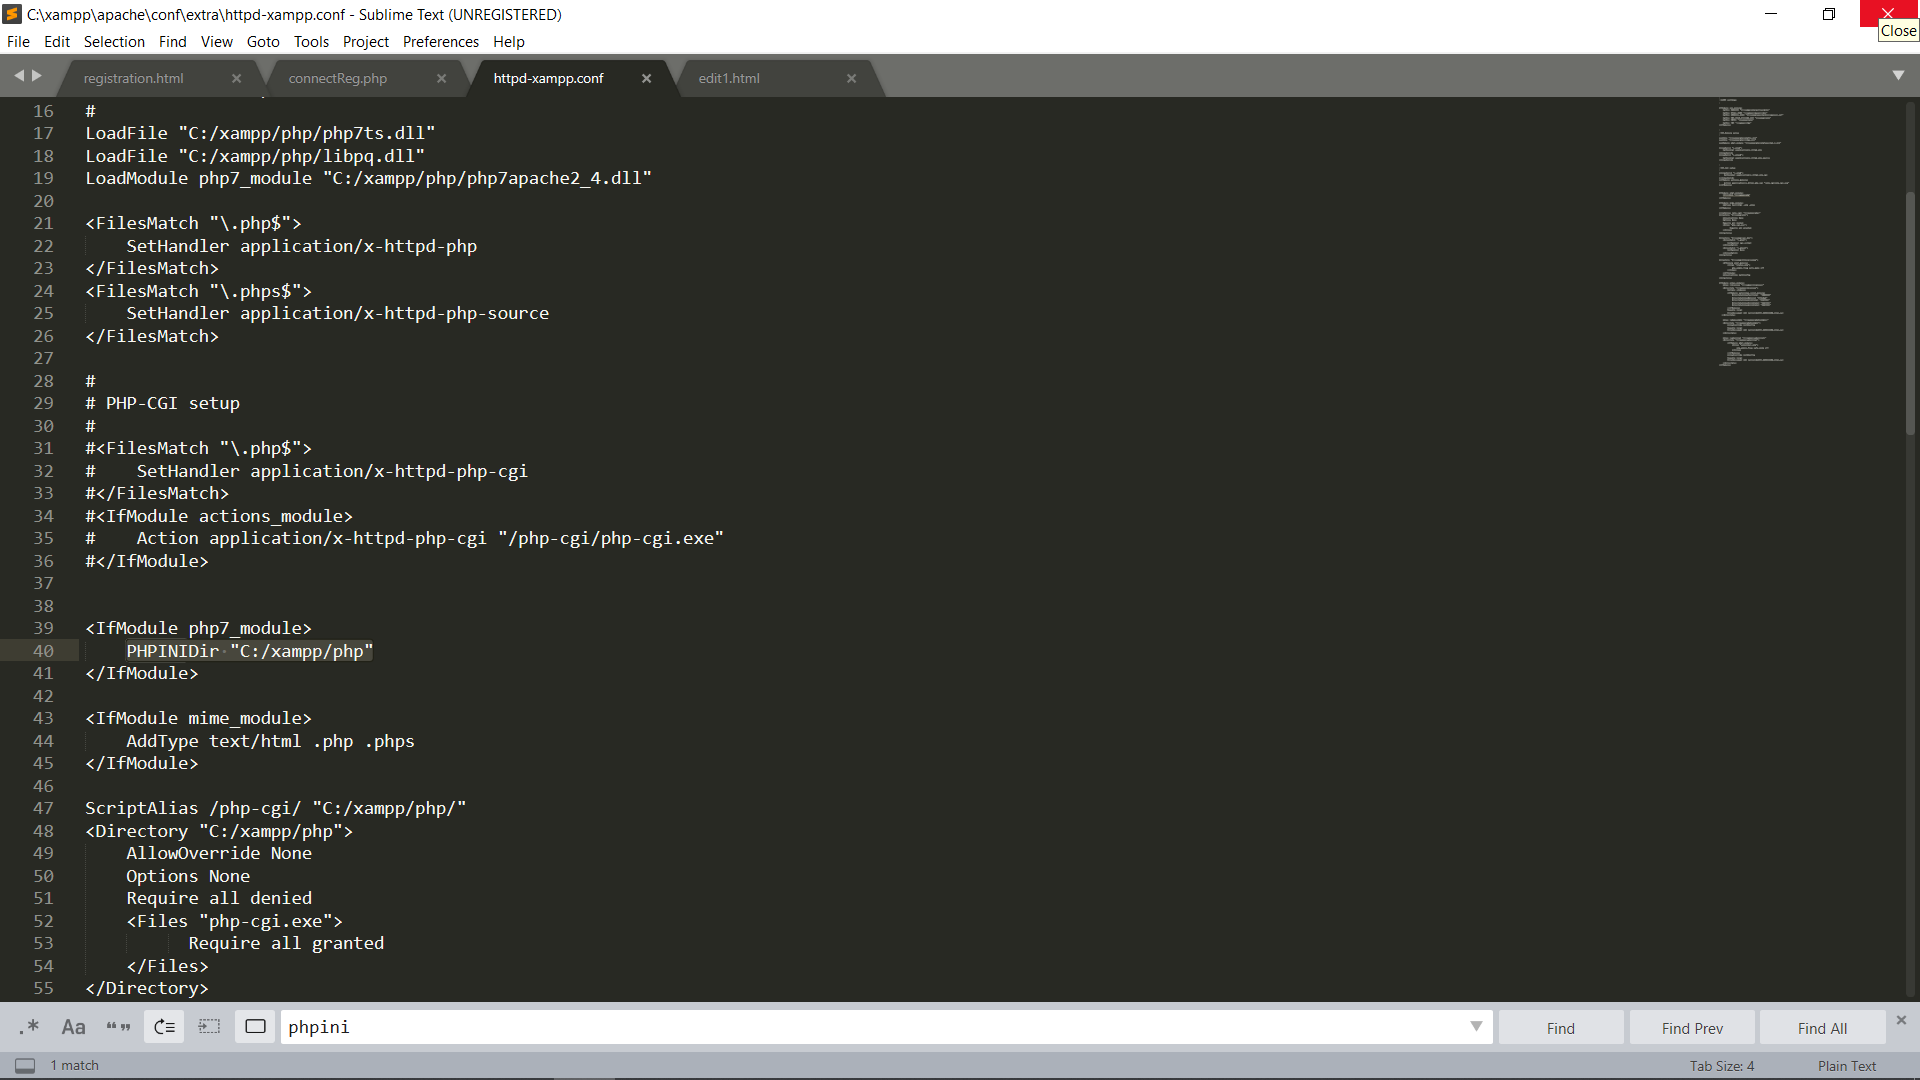 C:\xampp\apache\conf\extra\httpd-xampp.conf - Sublime Text (UNREGISTERED)
Close
File Edit Selection Find View Goto Tools Project Preferences Help
registration.html connectReg.php httpd-xampp.conf edit1.html
16 #
17 LoadFile "C:/xampp/php/php7ts.dll"
18 LoadFile "C:/xampp/php/libpq.dll"
19 LoadModule php7_module "C:/xampp/php/php7apache2_4.dll"
20
21 <FilesMatch "\.php$">
22     SetHandler application/x-httpd-php
23 </FilesMatch>
24 <FilesMatch "\.phps$">
25     SetHandler application/x-httpd-php-source
26 </FilesMatch>
27
28 #
29 # PHP-CGI setup
30 #
31 #<FilesMatch "\.php$">
32 #    SetHandler application/x-httpd-php-cgi
33 #</FilesMatch>
34 #<IfModule actions_module>
35 #    Action application/x-httpd-php-cgi "/php-cgi/php-cgi.exe"
36 #</IfModule>
37
38
39 <IfModule php7_module>
40     PHPINIDir "C:/xampp/php"
41 </IfModule>
42
43 <IfModule mime_module>
44     AddType text/html .php .phps
45 </IfModule>
46
47 ScriptAlias /php-cgi/ "C:/xampp/php/"
48 <Directory "C:/xampp/php">
49     AllowOverride None
50     Options None
51     Require all denied
52     <Files "php-cgi.exe">
53           Require all granted
54     </Files>
55 </Directory>
.* Aa “” phpini Find Find Prev Find All
1 match Tab Size: 4 Plain Text